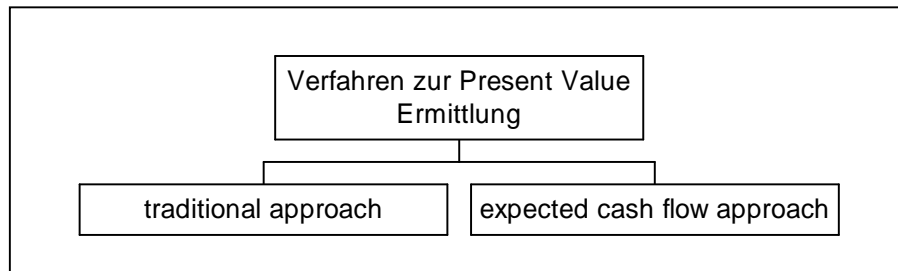 Verfahren zur Present Value
Ermittlung
traditional approach
expected cash flow approach